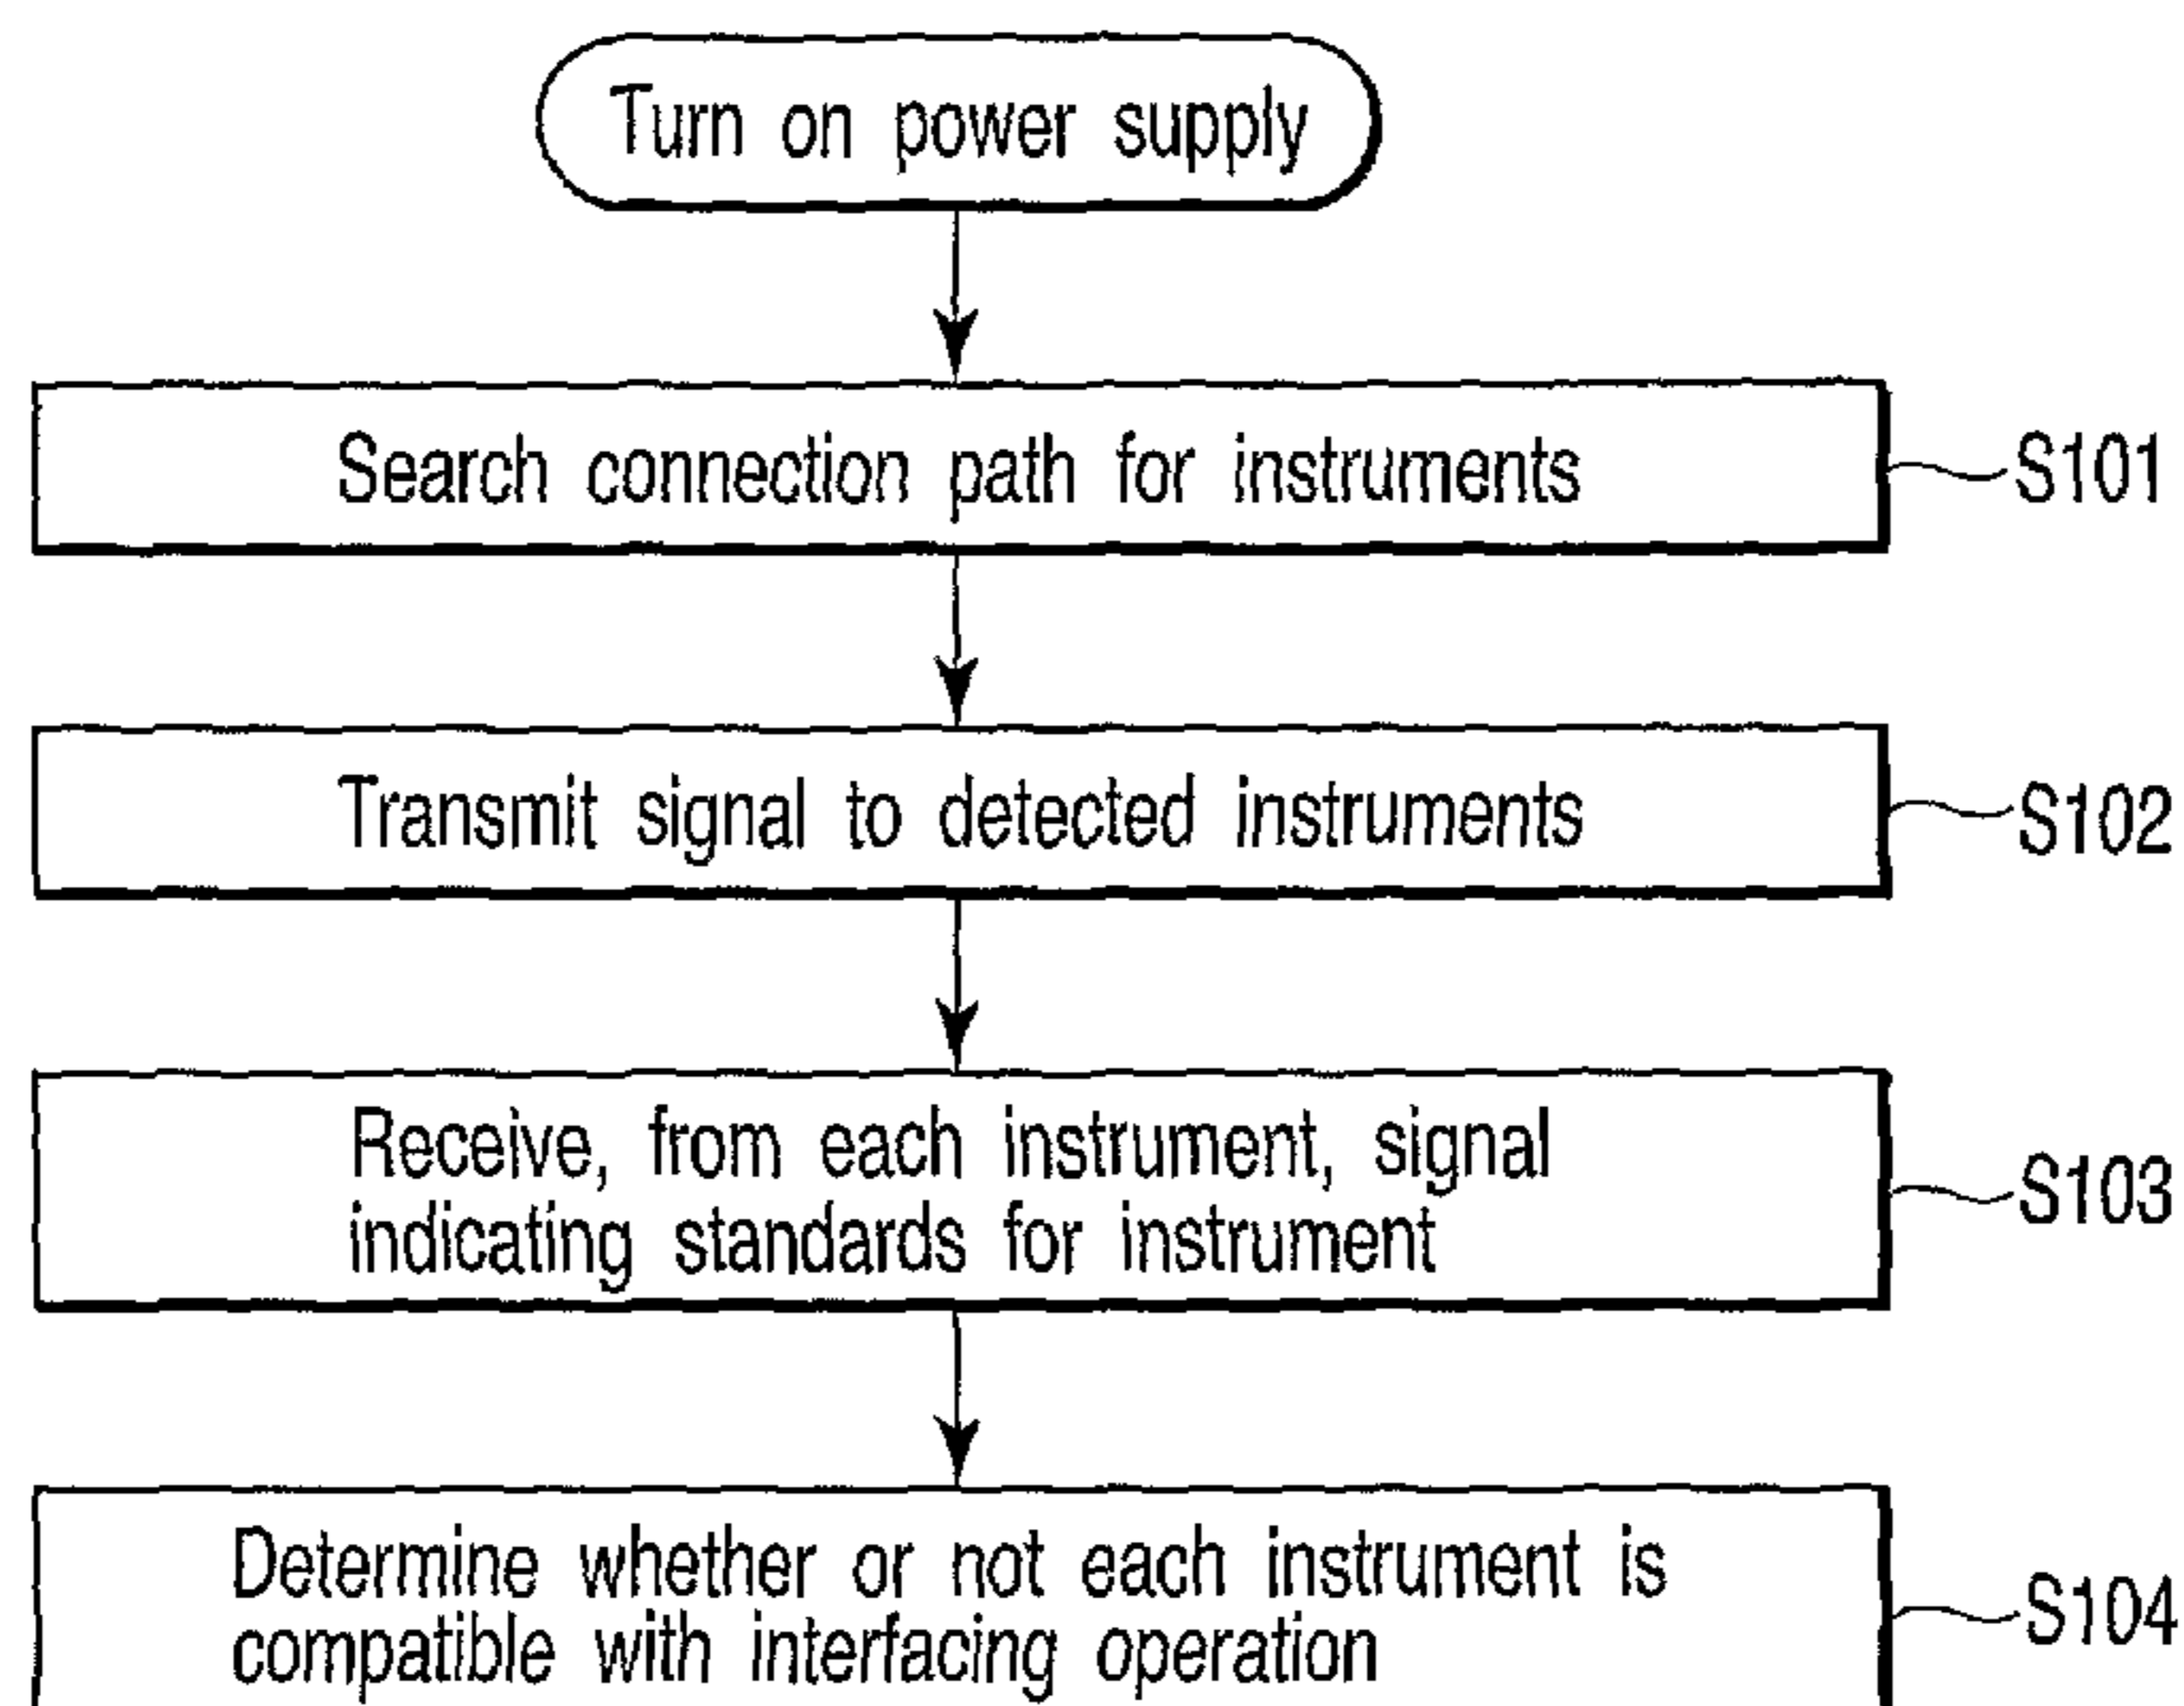 Turn on power supply
Search connection path for instruments
S101
Transmit signal to detected instruments
S102
Receive, from each instrument, signal
indicating standards for instrument
S103
Determine whether or not each instrument is
compatible with interfacing operation
S104